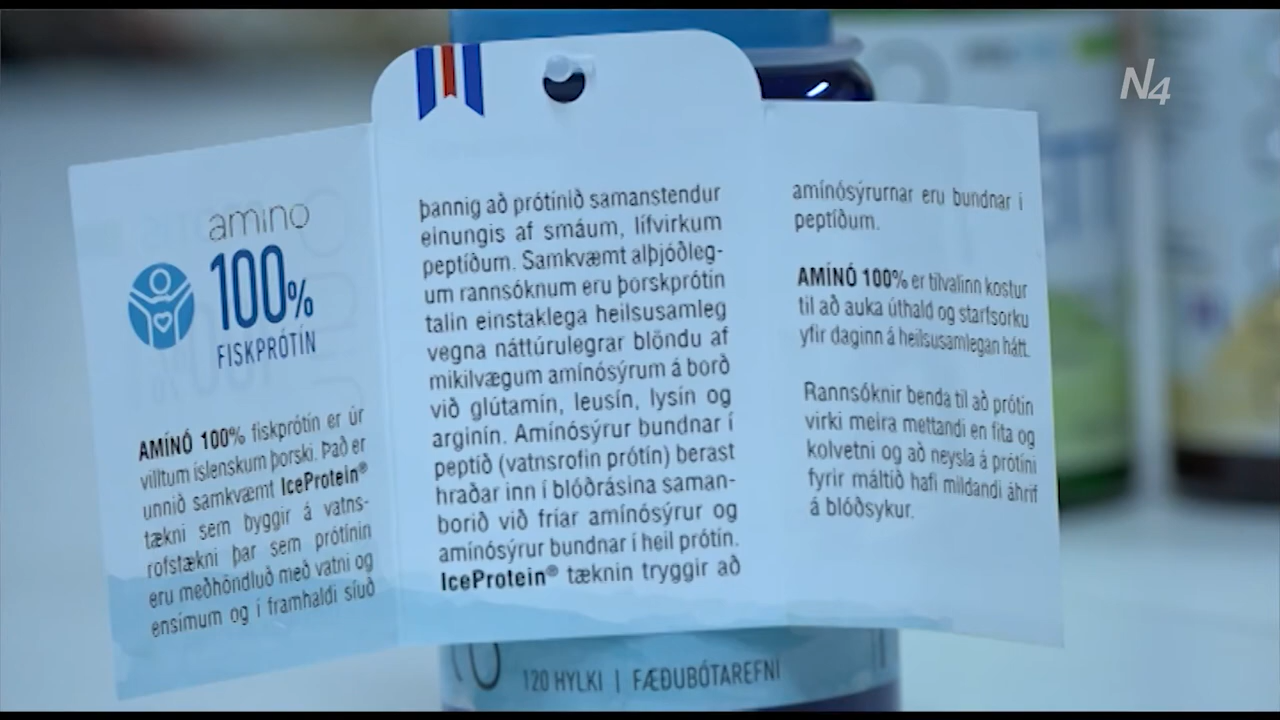 N4
amino
100%
FISKPRÓTÍN
AMÍNÓ 100% fiskprótín er úr
villtum íslenskum þorski. Það er
unnið samkvæmt IceProtein®
tækni sem byggir á vatns-
rofstækni þar sem prótínin
eru meðhöndluð með vatni og
ensímum og í framhaldi síuð
þannig að prótínið samanstendur
einungis af smáum, lífvirkum
peptíðum. Samkvæmt alþjóðleg-
um rannsóknum eru þorskprótín
talin einstaklega heilsusamleg
vegna náttúrulegrar blöndu af
mikilvægum amínósýrum á borð
við glútamín, leusín, lysín og
arginín. Amínósýrur bundnar í
peptíð (vatnsrofin prótín) berast
hraðar inn í blóðrásina saman-
borið við fríar amínósýrur og
amínósýrur bundnar í heil prótín.
IceProtein® tæknin tryggir að
amínósýrurnar eru bundnar í
peptíðum.
AMÍNÓ 100% er tilvalinn kostur
til að auka úthald og starfsorku
yfir daginn á heilsusamlegan hátt.
Rannsóknir benda til að prótín
virki meira mettandi en fita og
kolvetni og að neysla á prótíni
fyrir máltíð hafi mildandi áhrif
á blóðsykur.
120 HYLKI | FÆÐUBÓTAREFNI